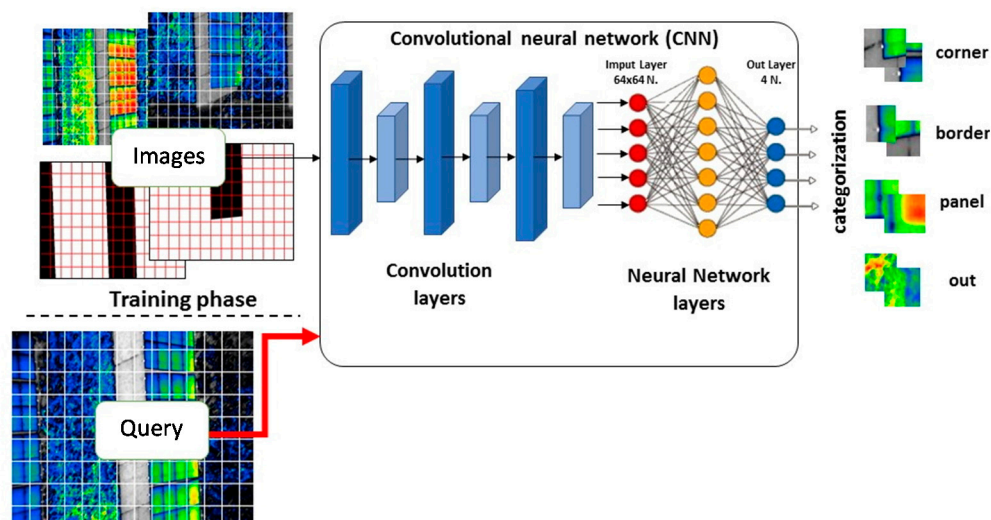 Convolutional neural network (CNN)
Images
Training phase
Query
Convolution
layers
Input Layer
64x64 N.
Out Layer
4 N.
Neural Network
layers
categorization
corner
border
panel
out